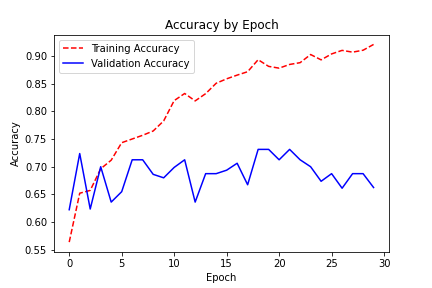 Accuracy by Epoch
Training Accuracy
Validation Accuracy
Accuracy
0.90
0.85
0.80
0.75
0.70
0.65
0.60
0.55
0 5 10 15 20 25 30
Epoch